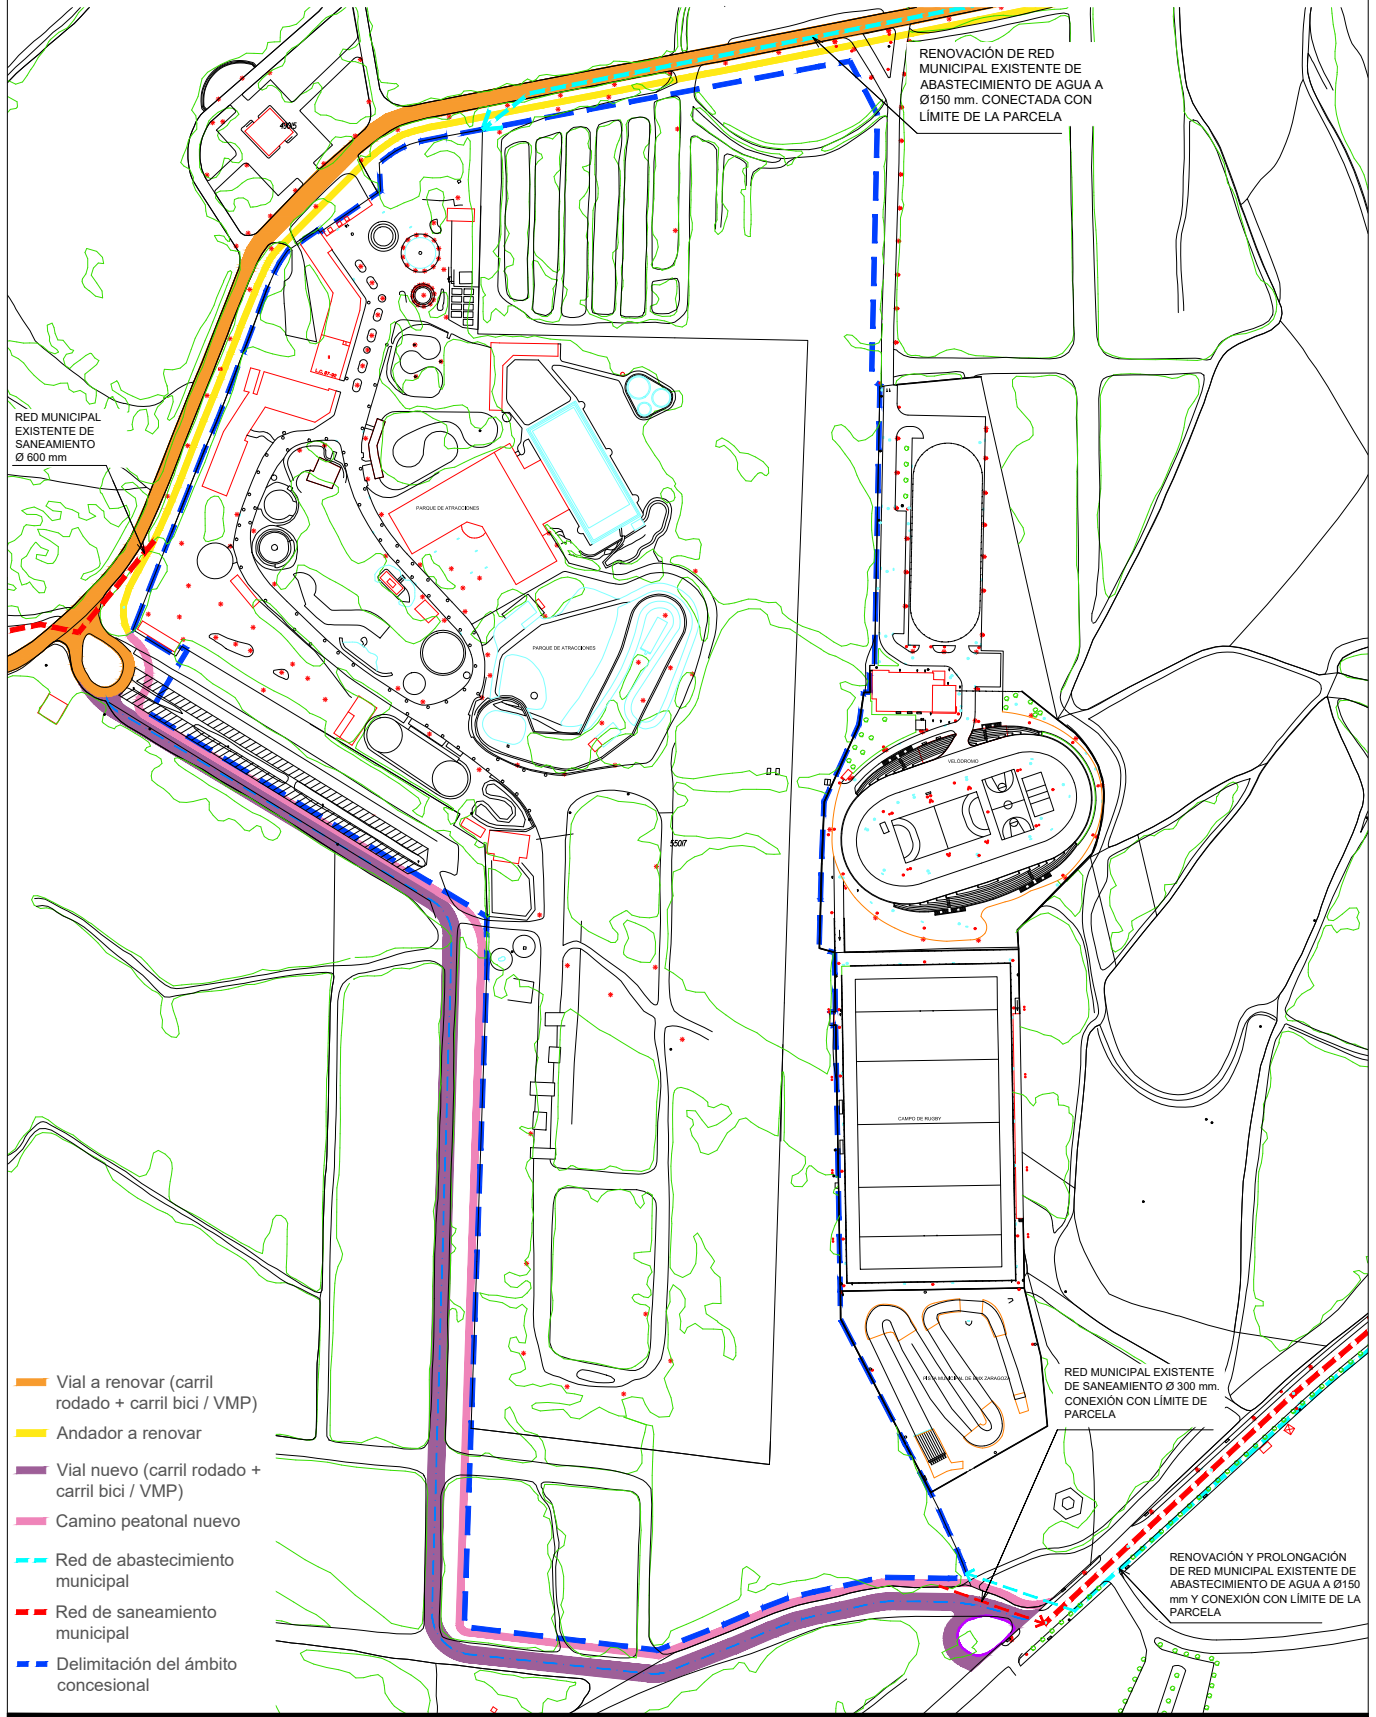 RENOVACIÓN DE RED
MUNICIPAL EXISTENTE DE
ABASTECIMIENTO DE AGUA A
Ø150 mm. CONECTADA CON
LÍMITE DE LA PARCELA
RED MUNICIPAL
EXISTENTE DE
SANEAMIENTO
Ø 600 mm
PARQUE DE ATRACCIONES
PARQUE DE ATRACCIONES
VELÓDROMO
CAMPO DE RUGBY
PISTA MUNICIPAL DE BMX ZARAGOZA
RED MUNICIPAL EXISTENTE
DE SANEAMIENTO Ø 300 mm.
CONEXIÓN CON LÍMITE DE
PARCELA
RENOVACIÓN Y PROLONGACIÓN
DE RED MUNICIPAL EXISTENTE DE
ABASTECIMIENTO DE AGUA A Ø150
mm Y CONEXIÓN CON LÍMITE DE LA
PARCELA
Vial a renovar (carril
rodado + carril bici / VMP)
Andador a renovar
Vial nuevo (carril rodado +
carril bici / VMP)
Camino peatonal nuevo
Red de abastecimiento
municipal
Red de saneamiento
municipal
Delimitación del ámbito
concesional